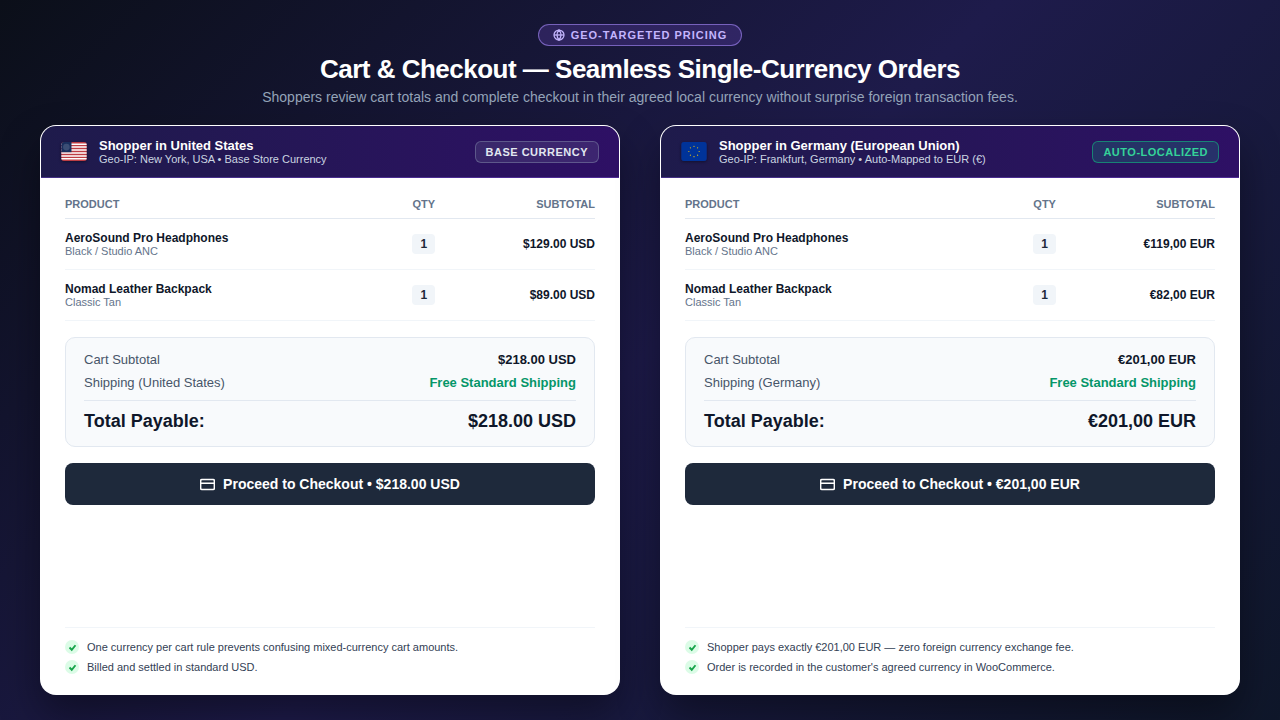 GEO-TARGETED PRICING
Cart & Checkout — Seamless Single-Currency Orders
Shoppers review cart totals and complete checkout in their agreed local currency without surprise foreign transaction fees.
Shopper in United States
Geo-IP: New York, USA • Base Store Currency
BASE CURRENCY
PRODUCT QTY SUBTOTAL
AeroSound Pro Headphones
Black / Studio ANC
1
$129.00 USD
Nomad Leather Backpack
Classic Tan
1
$89.00 USD
Cart Subtotal $218.00 USD
Shipping (United States) Free Standard Shipping
Total Payable: $218.00 USD
Proceed to Checkout • $218.00 USD
One currency per cart rule prevents confusing mixed-currency cart amounts.
Billed and settled in standard USD.
Shopper in Germany (European Union)
Geo-IP: Frankfurt, Germany • Auto-Mapped to EUR (€)
AUTO-LOCALIZED
PRODUCT QTY SUBTOTAL
AeroSound Pro Headphones
Black / Studio ANC
1
€119,00 EUR
Nomad Leather Backpack
Classic Tan
1
€82,00 EUR
Cart Subtotal €201,00 EUR
Shipping (Germany) Free Standard Shipping
Total Payable: €201,00 EUR
Proceed to Checkout • €201,00 EUR
Shopper pays exactly €201,00 EUR — zero foreign currency exchange fee.
Order is recorded in the customer's agreed currency in WooCommerce.